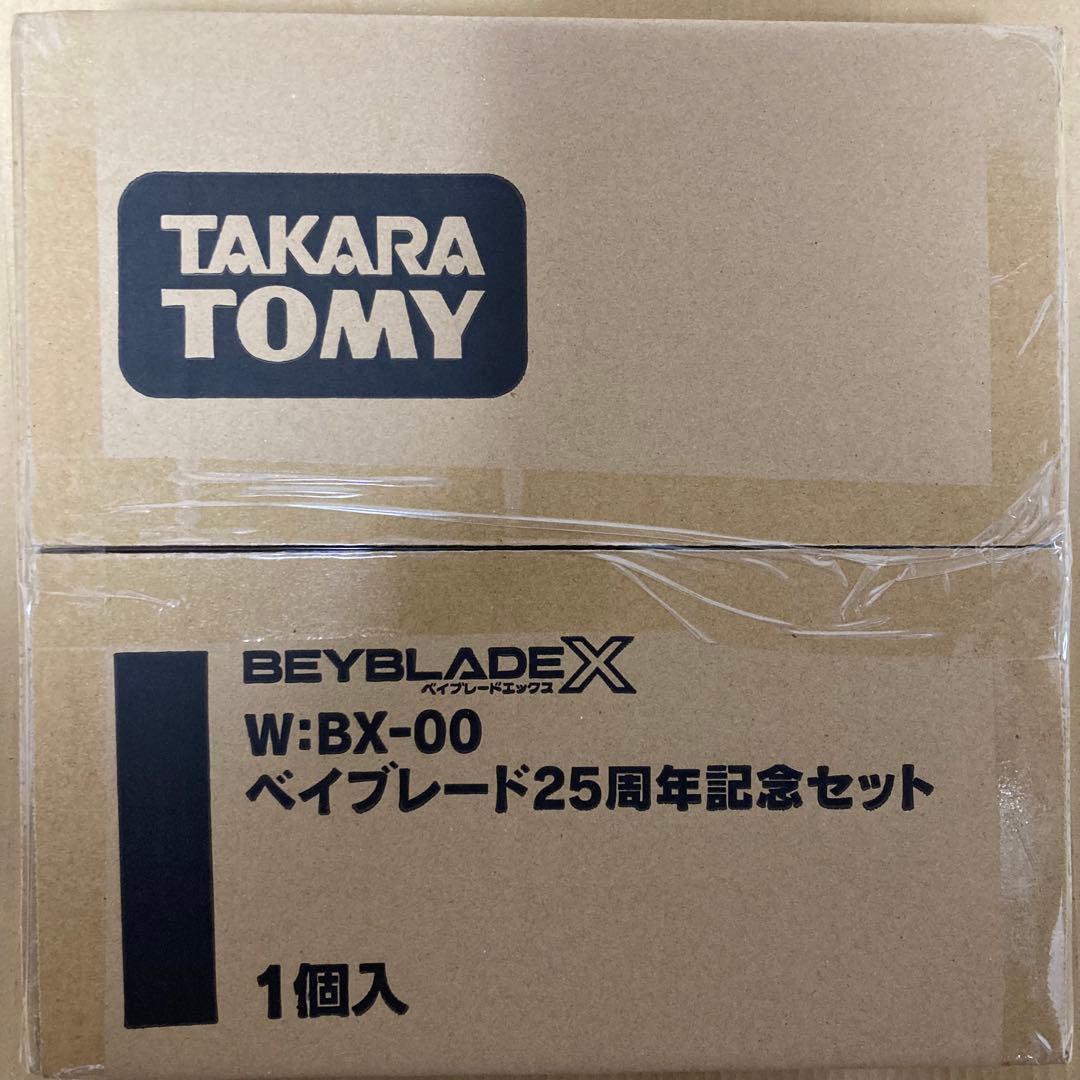 TAKARA
TOMY
BEYBLADE X
ベイブレードエックス
W:BX-00
ベイブレード25周年記念セット
1個入